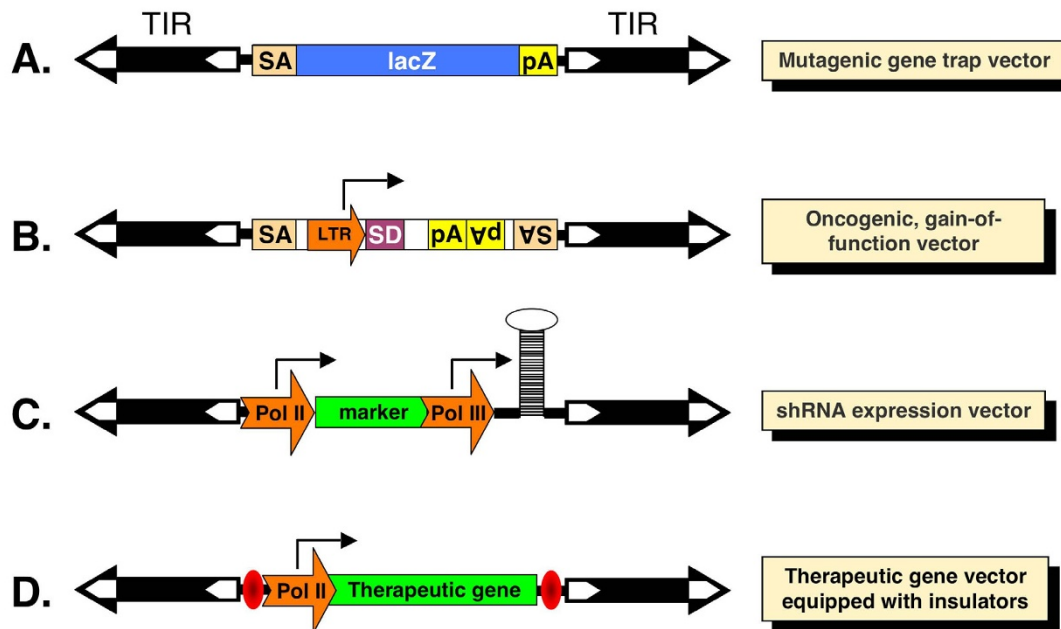 TIR TIR
A. SA lacZ pA Mutagenic gene trap vector
B. SA LTR SD pA pA SA Oncogenic, gain-of-
function vector
C. Pol II marker Pol III shRNA expression vector
D. Pol II Therapeutic gene Therapeutic gene vector
equipped with insulators